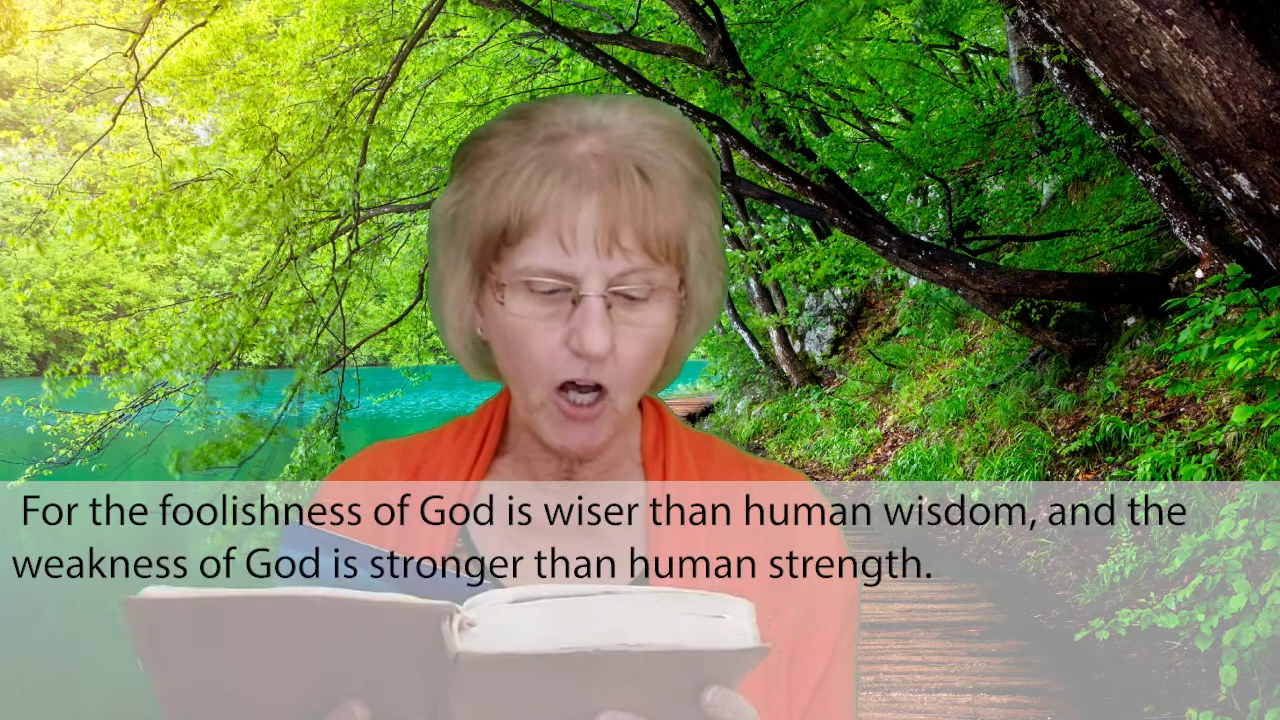 For the foolishness of God is wiser than human wisdom, and the
weakness of God is stronger than human strength.